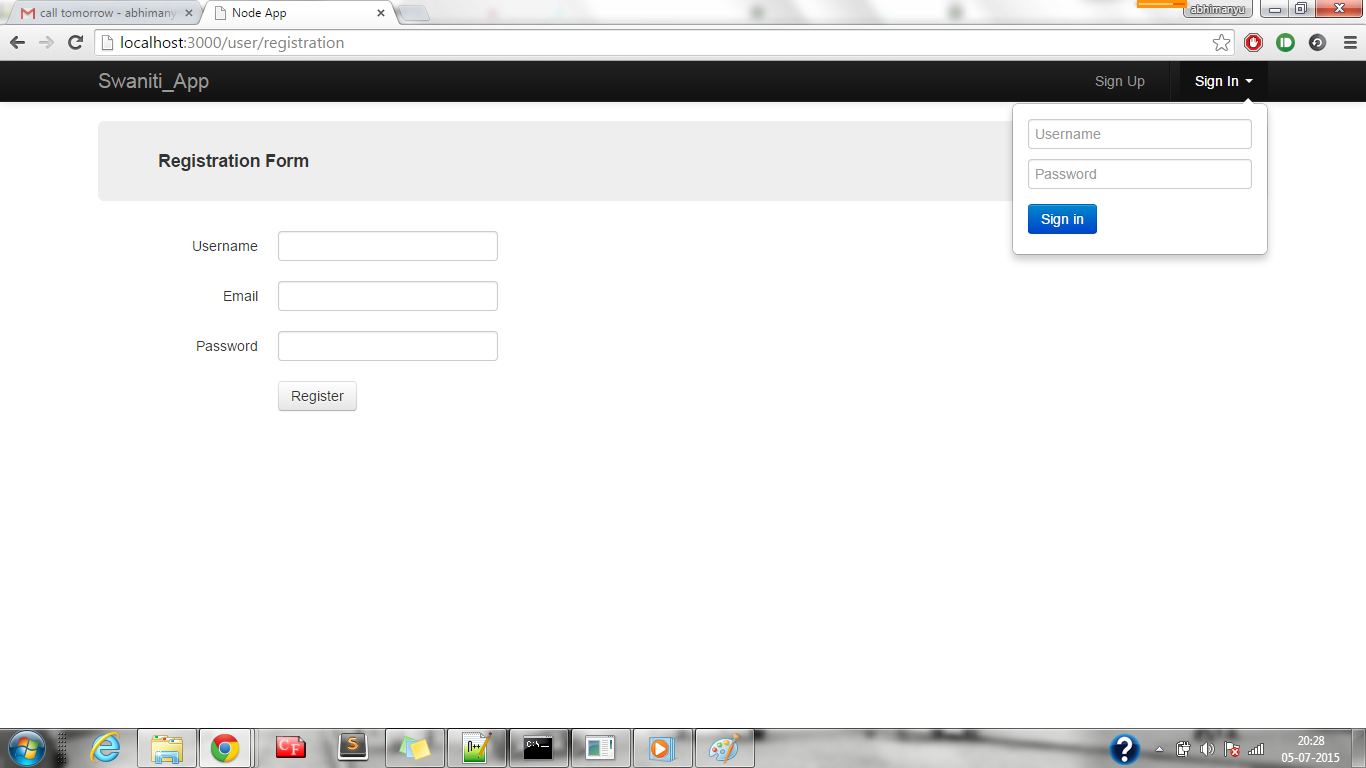 call tomorrow - abhimany
Node App
abhimanyu
localhost:3000/user/registration
Swaniti_App
Sign Up
Sign In
Username
Password
Sign in
Registration Form
Username
Email
Password
Register
CF
S
C:\_
20:28
05-07-2015